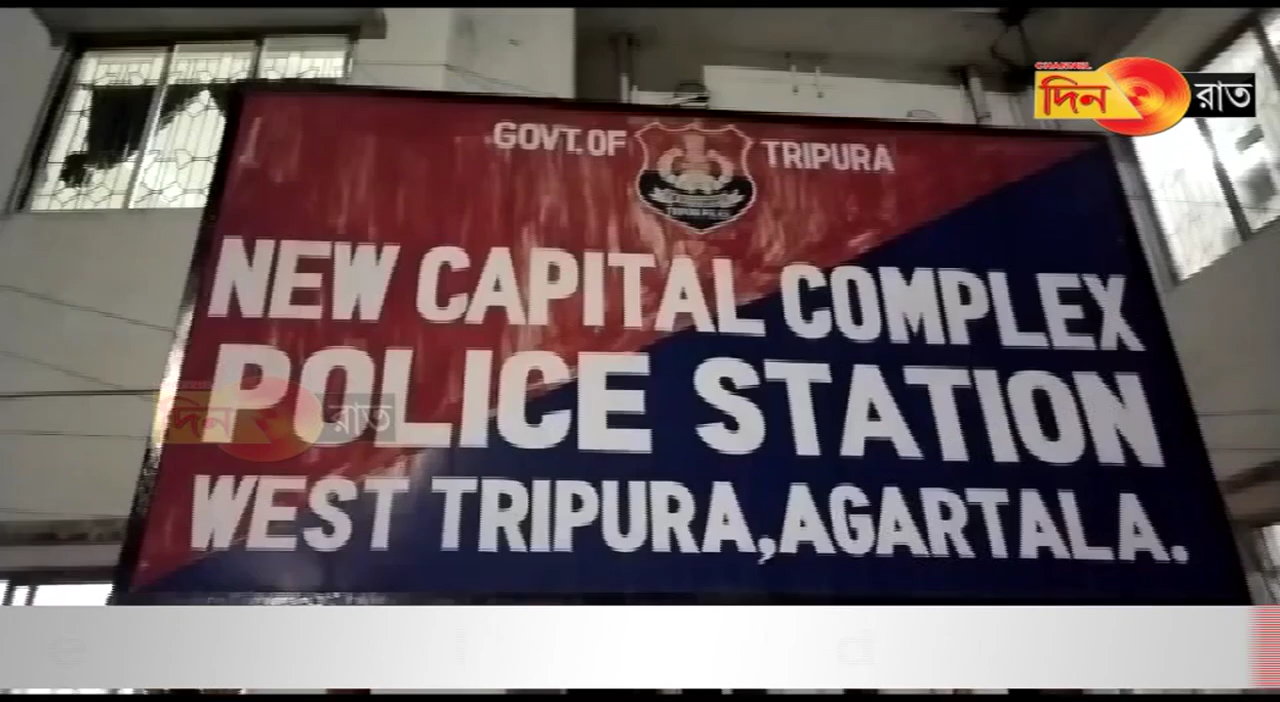 CHANNEL
দিন রাত
GOVT. OF TRIPURA
NEW CAPITAL COMPLEX
POLICE STATION
দিন রাত
WEST TRIPURA, AGARTALA.